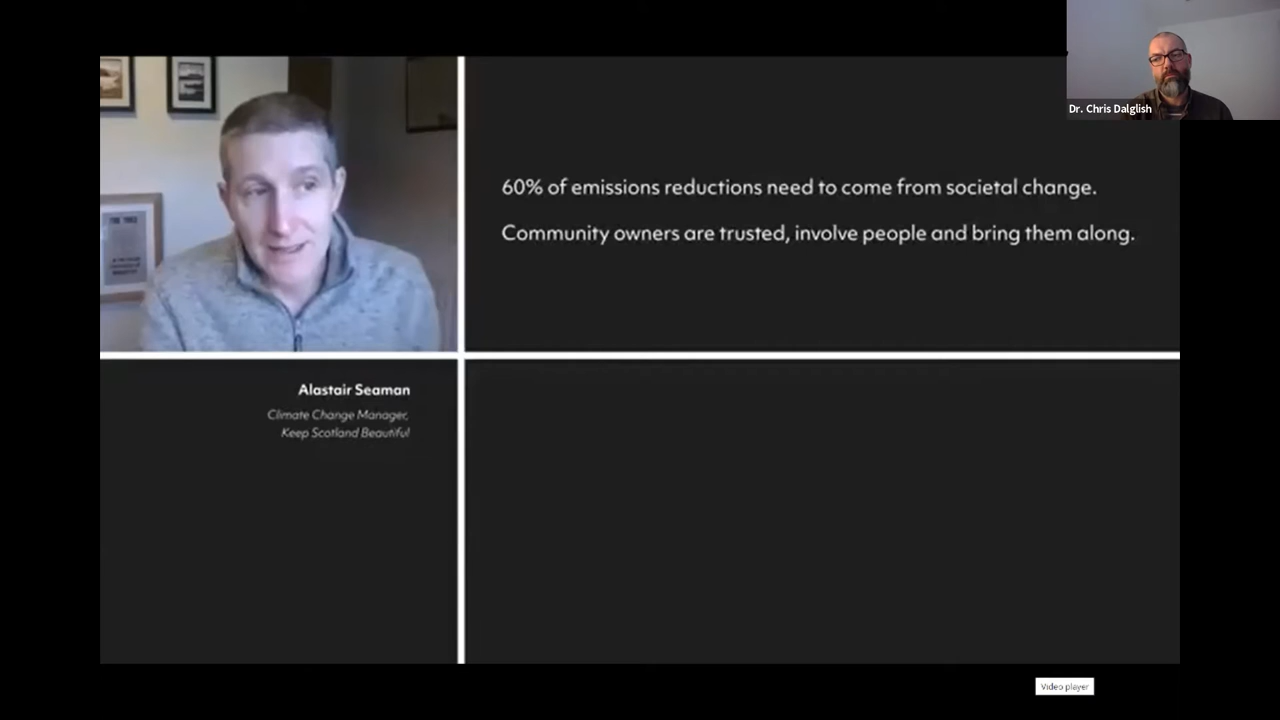 Dr. Chris Dalglish
60% of emissions reductions need to come from societal change.
Community owners are trusted, involve people and bring them along.
Alastair Seaman
Climate Change Manager,
Keep Scotland Beautiful
Video player